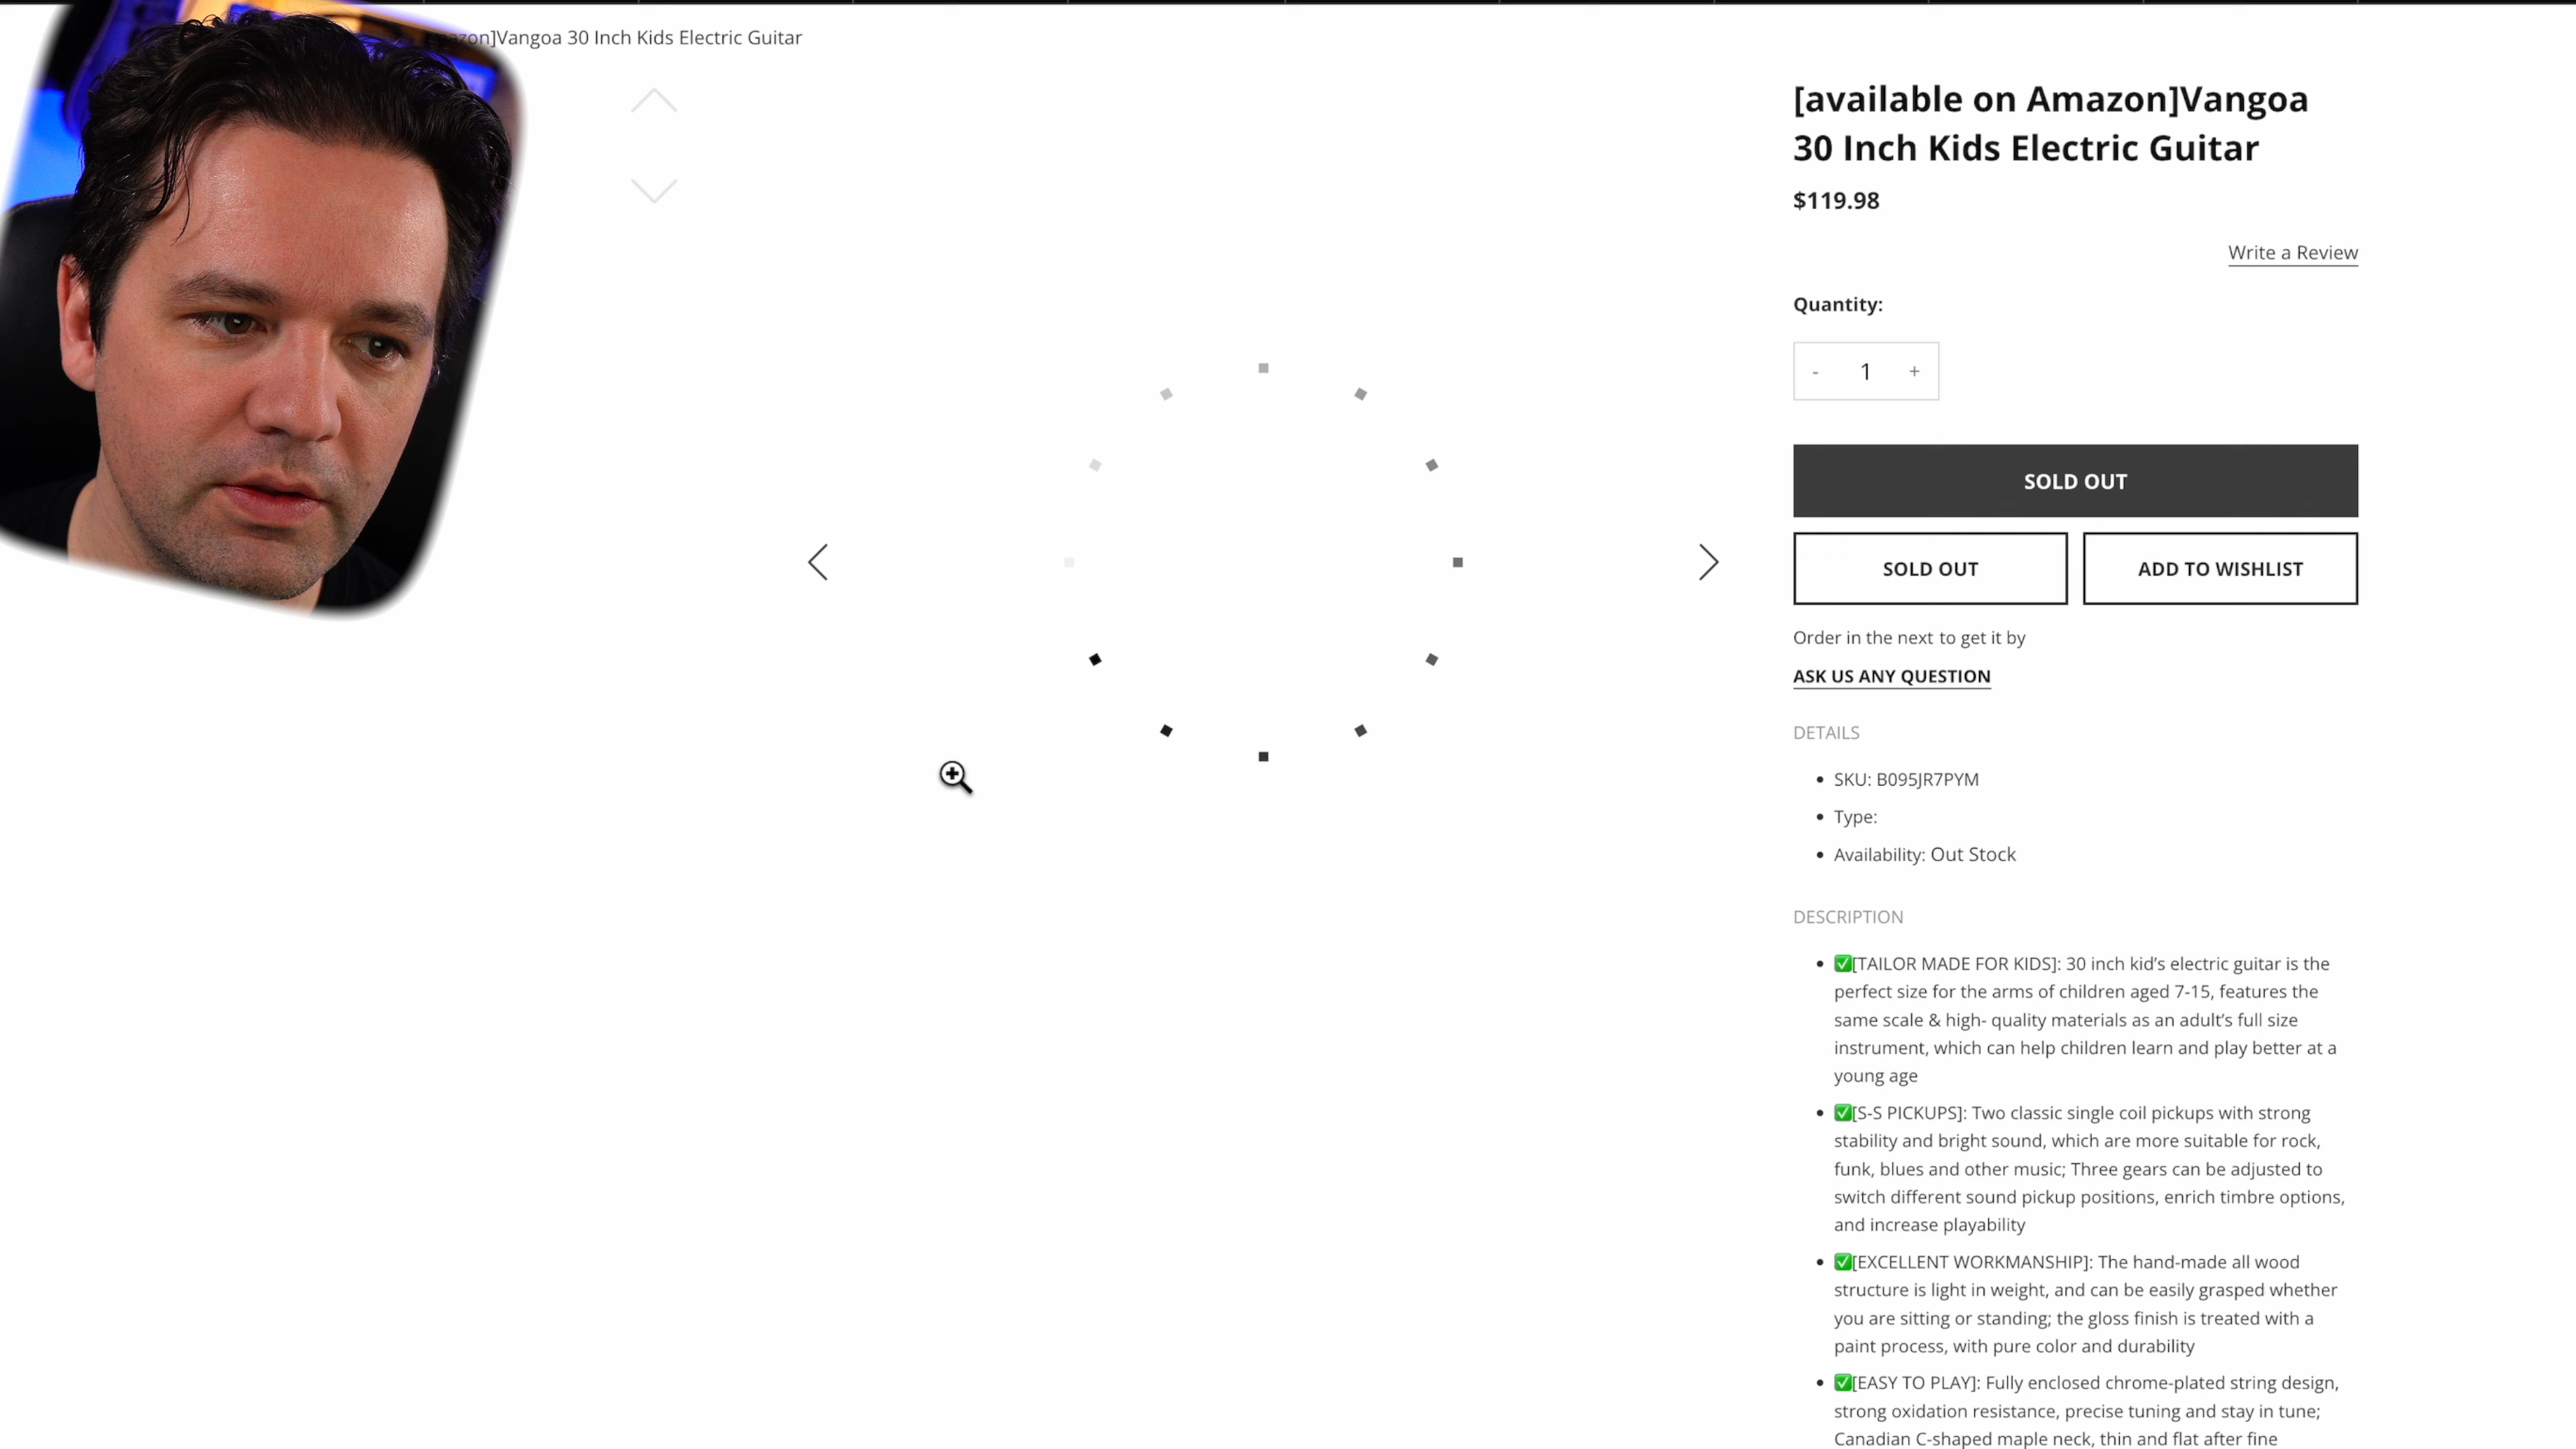 Vangoa 30 Inch Kids Electric Guitar
[available on Amazon]Vangoa
30 Inch Kids Electric Guitar
$119.98
Write a Review
Quantity:
- 1 +
SOLD OUT
SOLD OUT
ADD TO WISHLIST
Order in the next to get it by
ASK US ANY QUESTION
DETAILS
• SKU: B095JR7PYM
• Type:
• Availability: Out Stock
DESCRIPTION
• ✅[TAILOR MADE FOR KIDS]: 30 inch kid’s electric guitar is the
perfect size for the arms of children aged 7-15, features the
same scale & high- quality materials as an adult’s full size
instrument, which can help children learn and play better at a
young age
• ✅[S-S PICKUPS]: Two classic single coil pickups with strong
stability and bright sound, which are more suitable for rock,
funk, blues and other music; Three gears can be adjusted to
switch different sound pickup positions, enrich timbre options,
and increase playability
• ✅[EXCELLENT WORKMANSHIP]: The hand-made all wood
structure is light in weight, and can be easily grasped whether
you are sitting or standing; the gloss finish is treated with a
paint process, with pure color and durability
• ✅[EASY TO PLAY]: Fully enclosed chrome-plated string design,
strong oxidation resistance, precise tuning and stay in tune;
Canadian C-shaped maple neck, thin and flat after fine